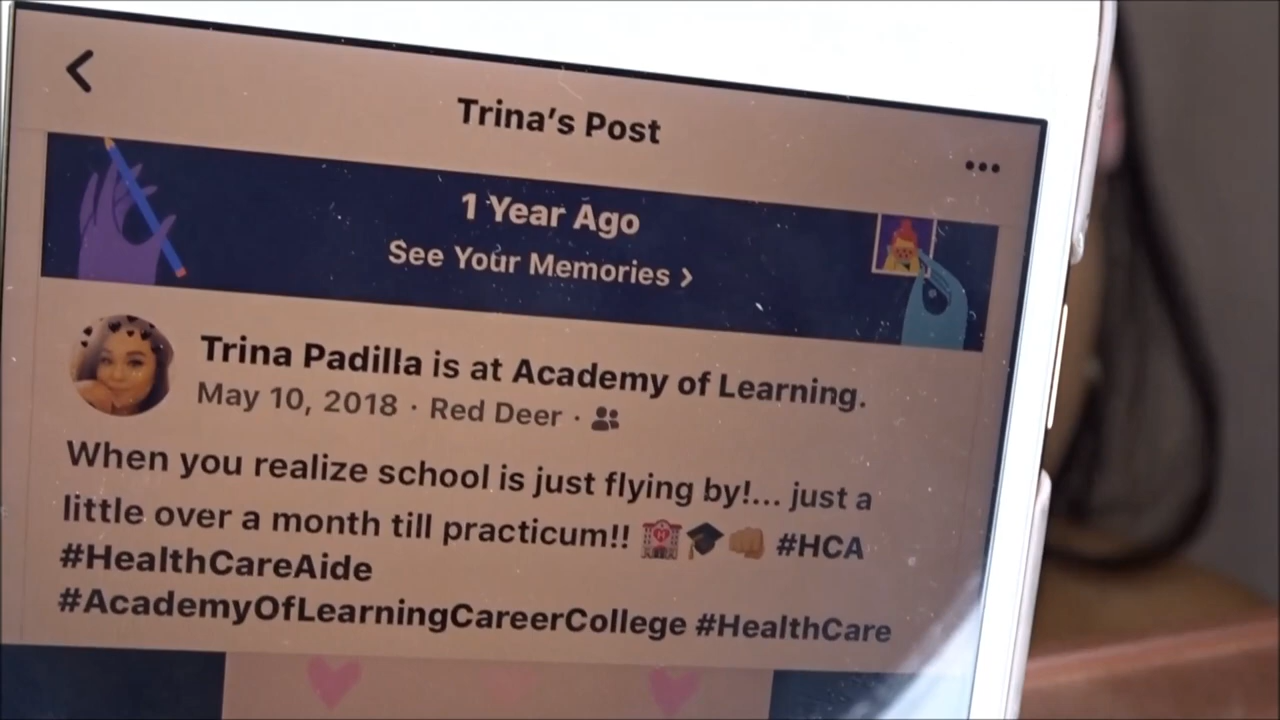 Trina’s Post
1 Year Ago
See Your Memories >
Trina Padilla is at Academy of Learning.
May 10, 2018 · Red Deer ·
When you realize school is just flying by!... just a
little over a month till practicum!! 🏩🎓👊🏽 #HCA
#HealthCareAide
#AcademyOfLearningCareerCollege #HealthCare